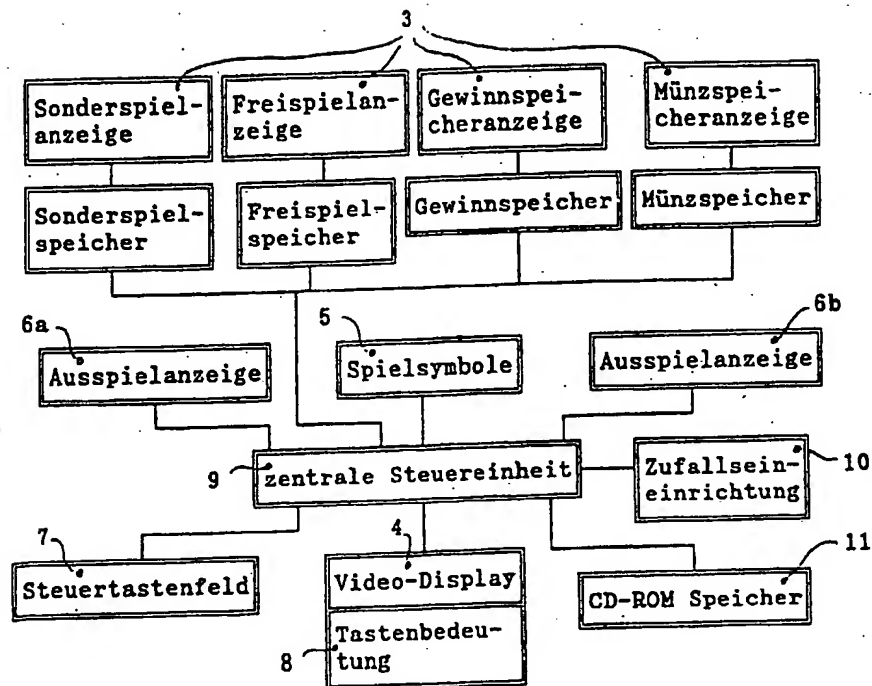 3
Sonderspiel-
anzeige
Freispielan-
zeige
Gewinnspei-
cheranzeige
Münzspei-
cheranzeige
Sonderspiel-
speicher
Freispiel-
speicher
Gewinnspeicher
Münzspeicher
6a
Ausspielanzeige
5
Spielsymbole
6b
Ausspielanzeige
9
zentrale Steuereinheit
Zufallsein-
einrichtung
10
7
Steuertastenfeld
4
Video-Display
8
Tastenbedeu-
tung
11
CD-ROM Speicher